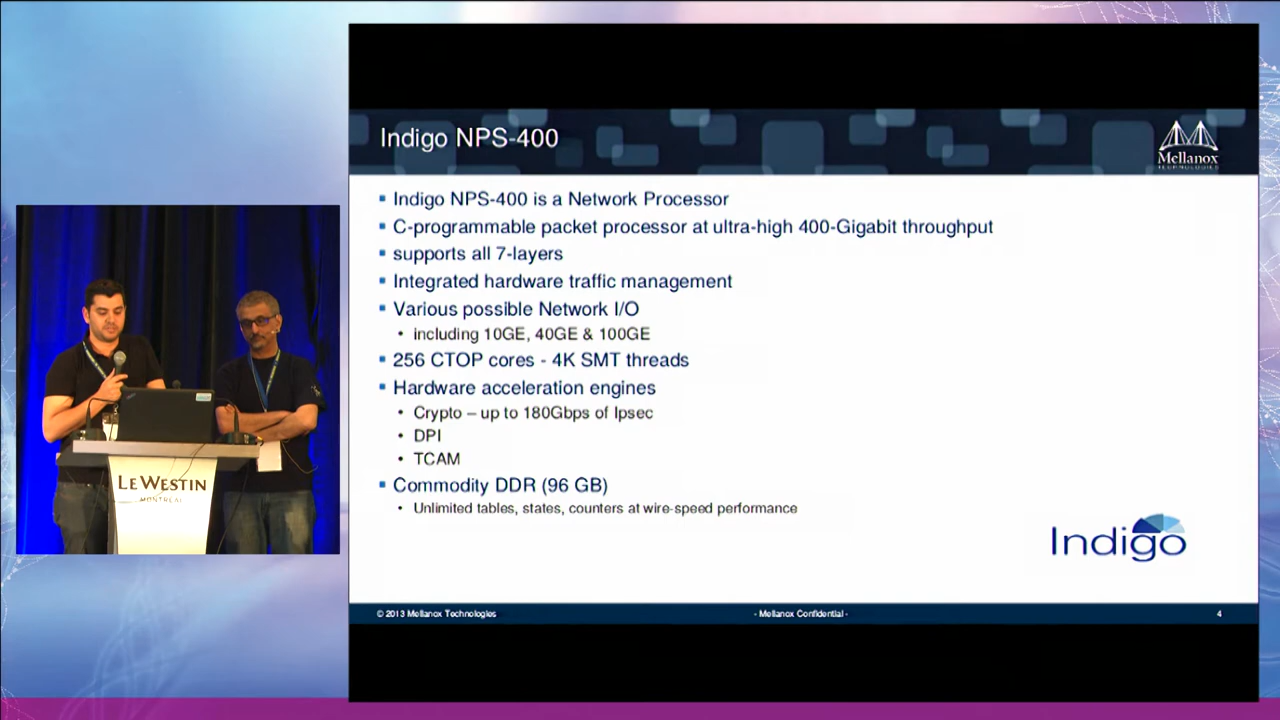 Indigo NPS-400
Mellanox
TECHNOLOGIES
Indigo NPS-400 is a Network Processor
C-programmable packet processor at ultra-high 400-Gigabit throughput
supports all 7-layers
Integrated hardware traffic management
Various possible Network I/O
including 10GE, 40GE & 100GE
256 CTOP cores - 4K SMT threads
Hardware acceleration engines
Crypto – up to 180Gbps of Ipsec
DPI
TCAM
Commodity DDR (96 GB)
Unlimited tables, states, counters at wire-speed performance
Indigo
© 2013 Mellanox Technologies
- Mellanox Confidential -
4
LE WESTIN
MONTRÉAL